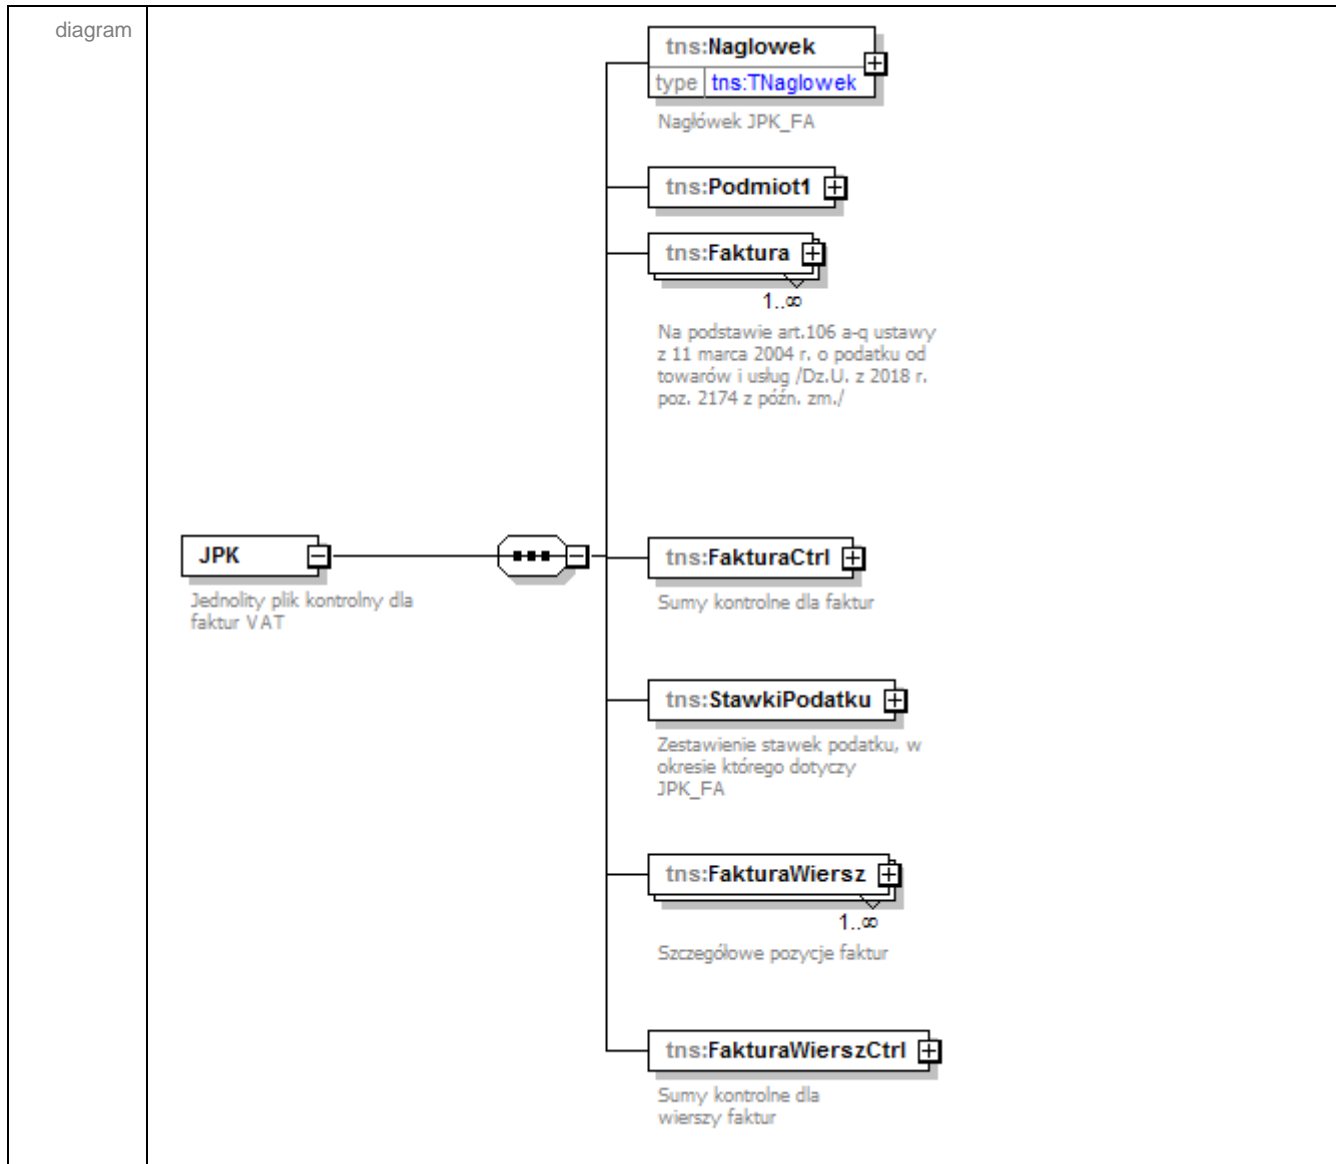 diagram
tns:Naglowek
type tns:TNaglowek
Nagłówek JPK_FA
tns:Podmiot1
tns:Faktura
1..∞
Na podstawie art.106 a-q ustawy
z 11 marca 2004 r. o podatku od
towarów i usług /Dz.U. z 2018 r.
poz. 2174 z późn. zm./
JPK
Jednolity plik kontrolny dla
faktur VAT
tns:FakturaCtrl
Sumy kontrolne dla faktur
tns:StawkiPodatku
Zestawienie stawek podatku, w
okresie którego dotyczy
JPK_FA
tns:FakturaWiersz
1..∞
Szczegółowe pozycje faktur
tns:FakturaWierszCtrl
Sumy kontrolne dla
wierszy faktur